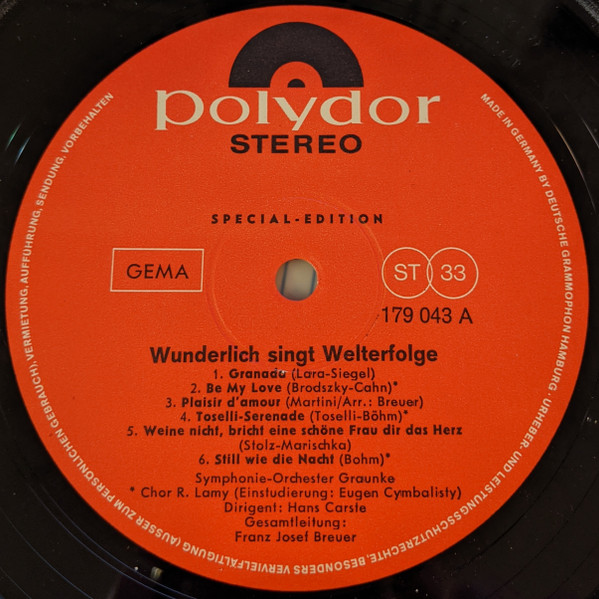 polydor
STEREO
SPECIAL-EDITION
GEMA
ST 33
179 043 A
Wunderlich singt Welterfolge
1. Granada (Lara-Siegel)
2. Be My Love (Brodszky-Cahn)*
3. Plaisir d'amour (Martini/Arr.: Breuer)
4. Toselli-Serenade (Toselli-Böhm)*
5. Weine nicht, bricht eine schöne Frau dir das Herz
(Stolz-Marischka)
6. Still wie die Nacht (Bohm)*
Symphonie-Orchester Graunke
* Chor R. Lamy (Einstudierung: Eugen Cymbalisty)
Dirigent: Hans Carste
Gesamtleitung:
Franz Josef Breuer
MADE IN GERMANY BY DEUTSCHE GRAMMOPHON HAMBURG · URHEBER- UND LEISTUNGSSCHUTZRECHTE, BESONDERS VERVIELFÄLTIGUNG (AUSSER ZUM PERSÖNLICHEN GEBRAUCH), VERMIETUNG, AUFFÜHRUNG, SENDUNG, VORBEHALTEN